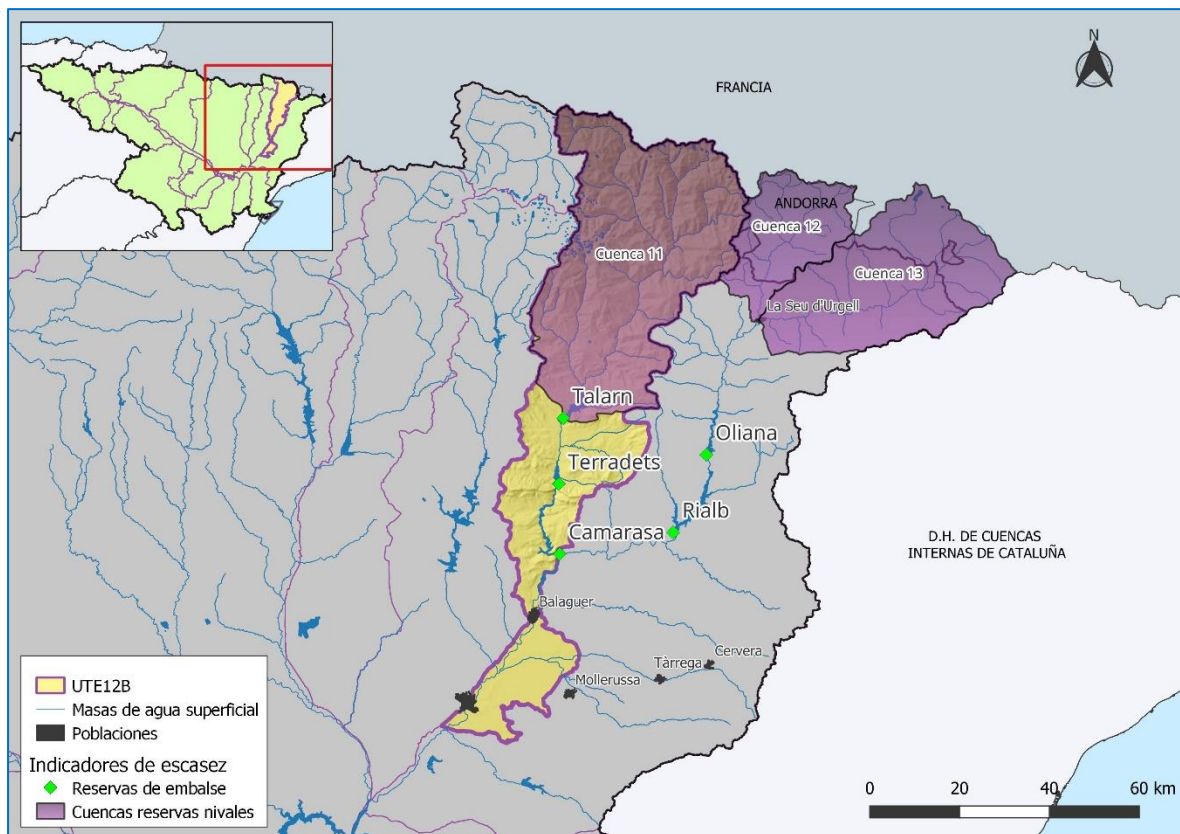 N
FRANCIA
ANDORRA
Cuenca 12
Cuenca 11
Cuenca 13
La Seu d'Urgell
Talarn
Oliana
Terradets
Rialb
Camarasa
D.H. DE CUENCAS
INTERNAS DE CATALUÑA
Balaguer
Cervera
Tàrrega
Mollerussa
UTE12B
Masas de agua superficial
Poblaciones
Indicadores de escasez
Reservas de embalse
Cuencas reservas nivales
0 20 40 60 km